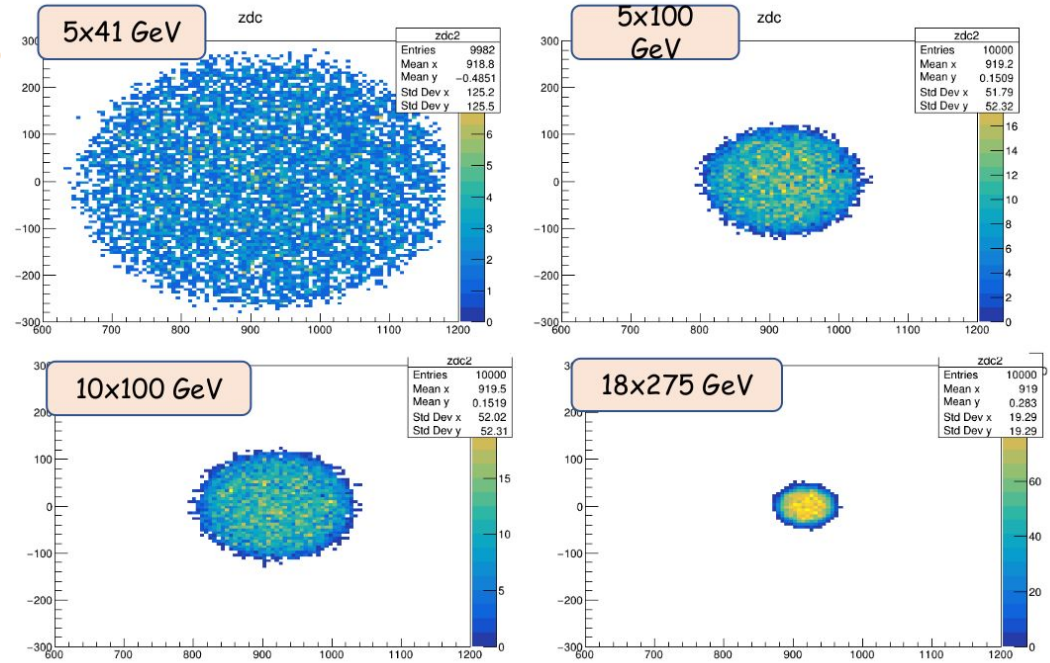 5x41 GeV
zdc
zdc2
Entries 9982
Mean x 918.8
Mean y −0.4851
Std Dev x 125.2
Std Dev y 125.5
300
200
100
0
−100
−200
−300
600 700 800 900 1000 1100 1200
6
5
4
3
2
1
0
5x100
GeV
zdc
zdc2
Entries 10000
Mean x 919.2
Mean y 0.1509
Std Dev x 51.79
Std Dev y 52.32
300
200
100
0
−100
−200
−300
600 700 800 900 1000 1100 1200
16
14
12
10
8
6
4
2
0
10x100 GeV
zdc2
Entries 10000
Mean x 919.5
Mean y 0.1519
Std Dev x 52.02
Std Dev y 52.31
100
0
−100
−200
−300
600 700 800 900 1000 1100 1200
15
10
5
0
18x275 GeV
zdc2
Entries 10000
Mean x 919
Mean y 0.283
Std Dev x 19.29
Std Dev y 19.29
100
0
−100
−200
−300
600 700 800 900 1000 1100 1200
60
40
20
0